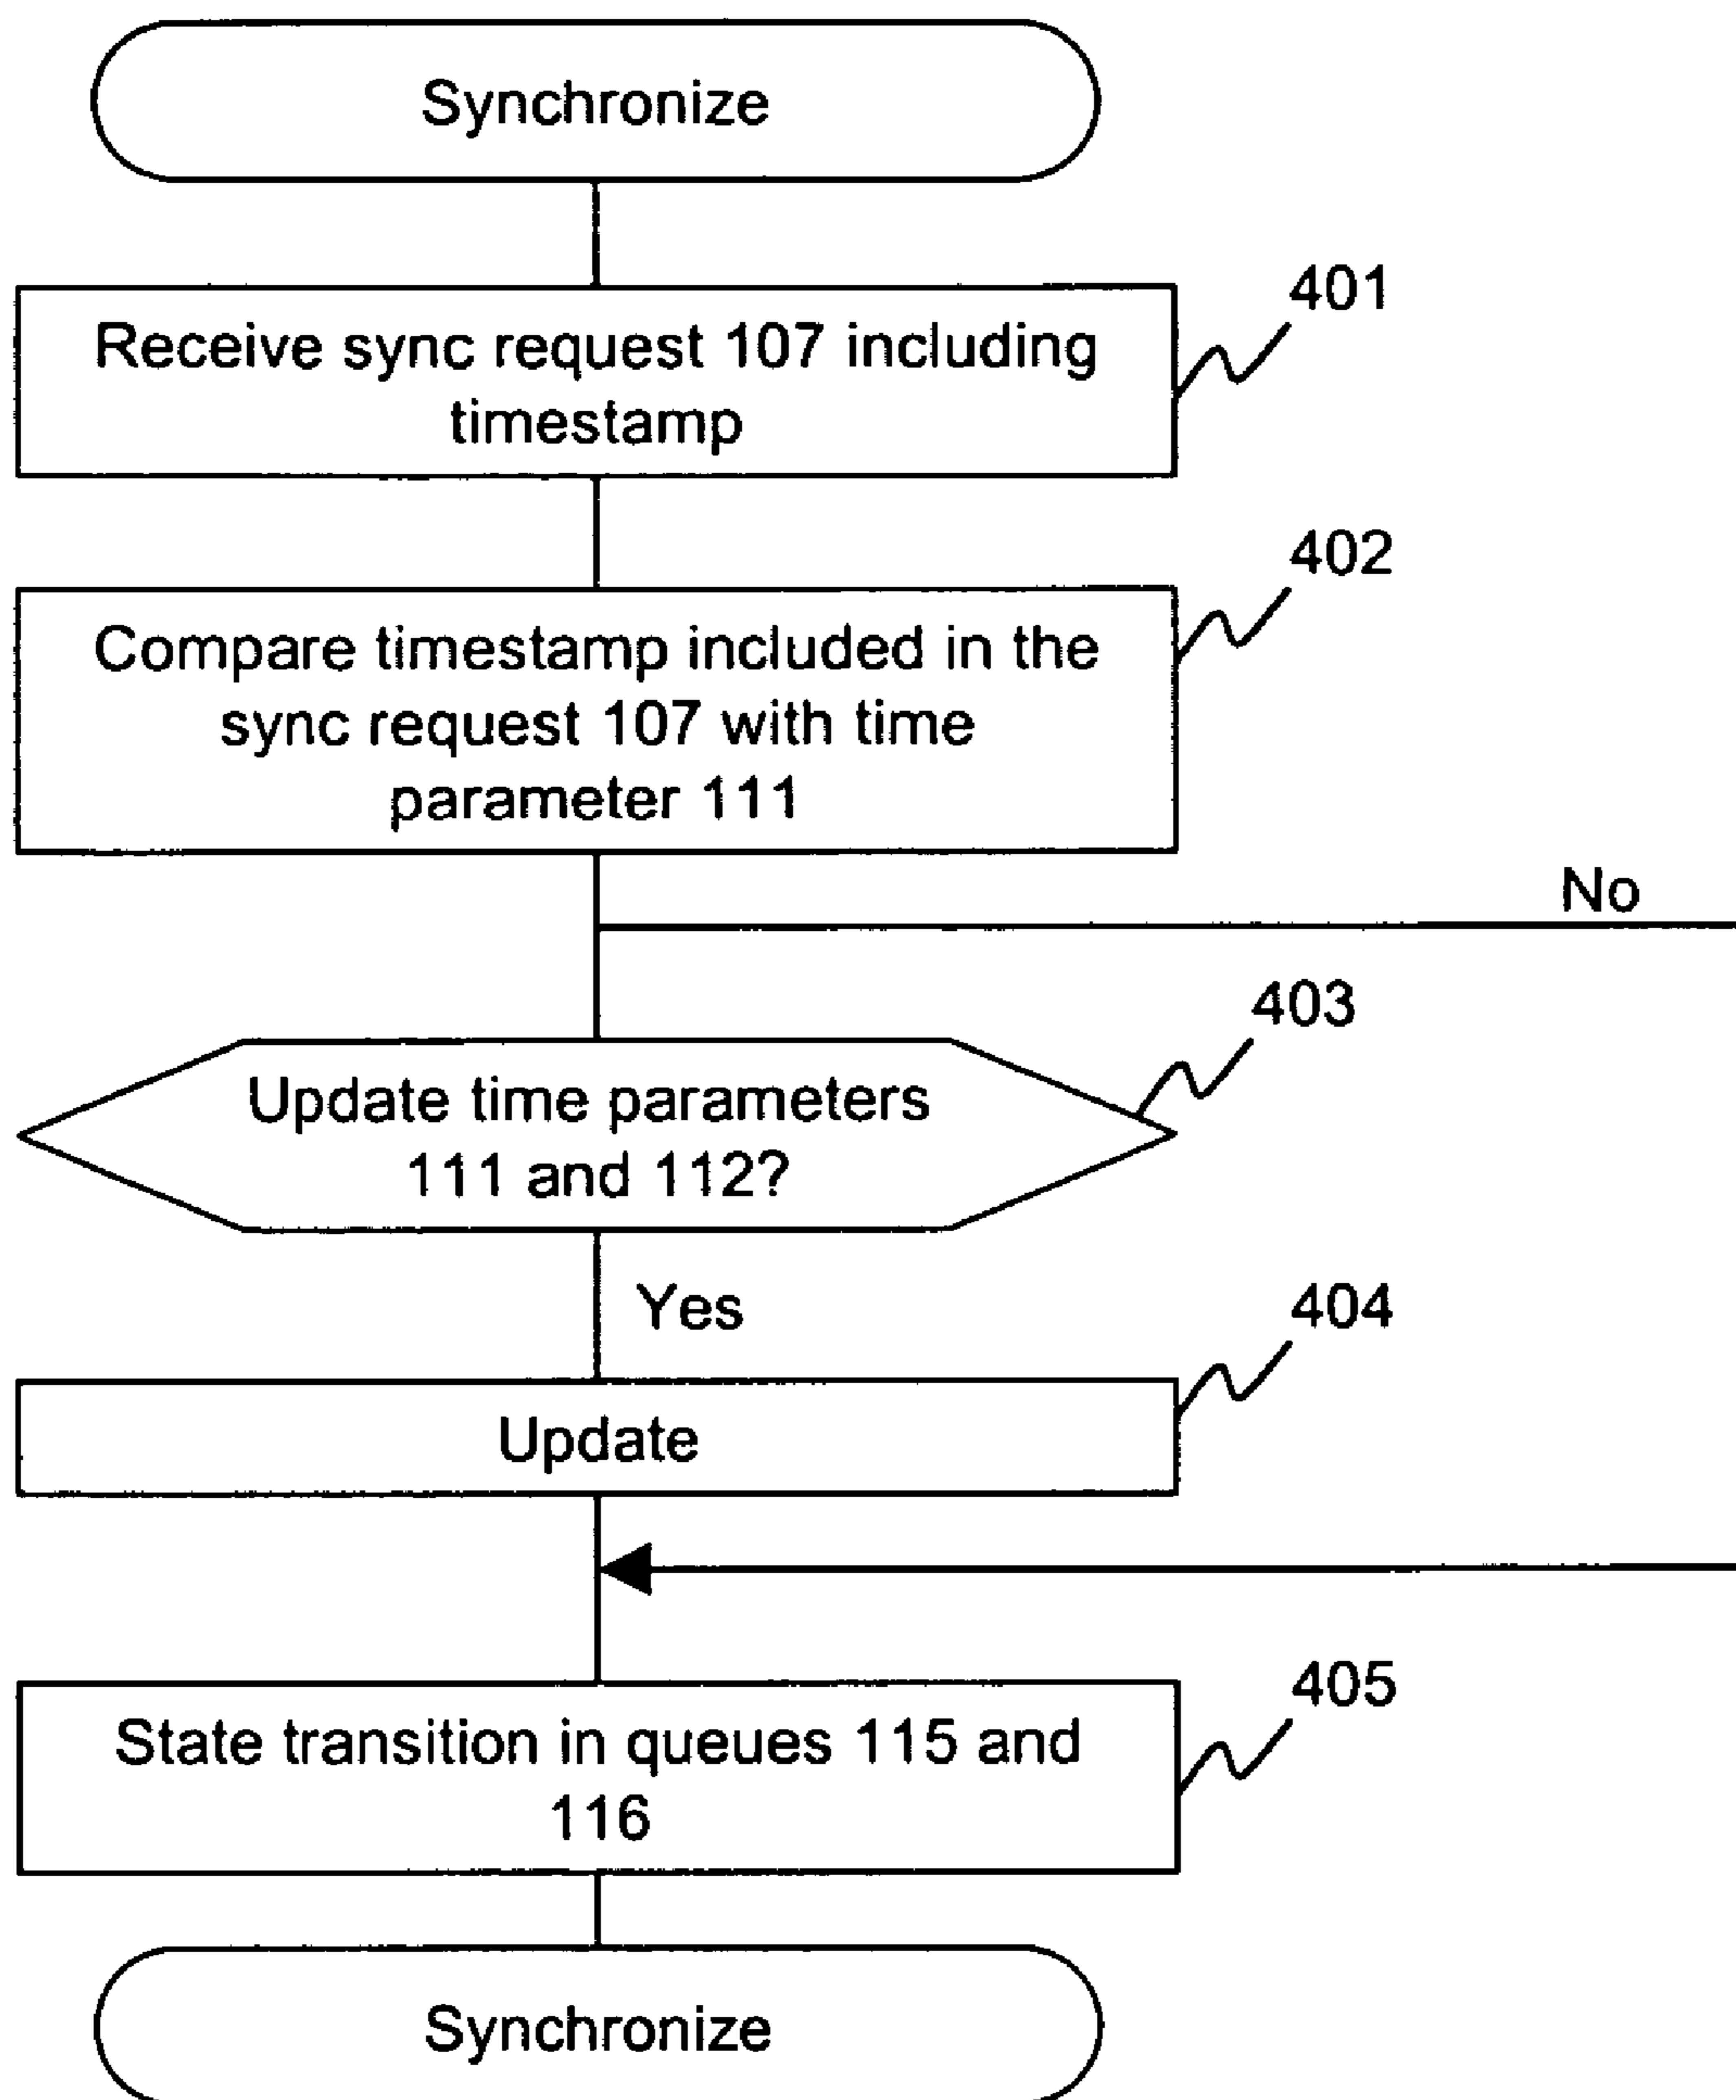 Synchronize
401
Receive sync request 107 including
timestamp
402
Compare timestamp included in the
sync request 107 with time
parameter 111
No
403
Update time parameters
111 and 112?
Yes
404
Update
405
State transition in queues 115 and
116
Synchronize